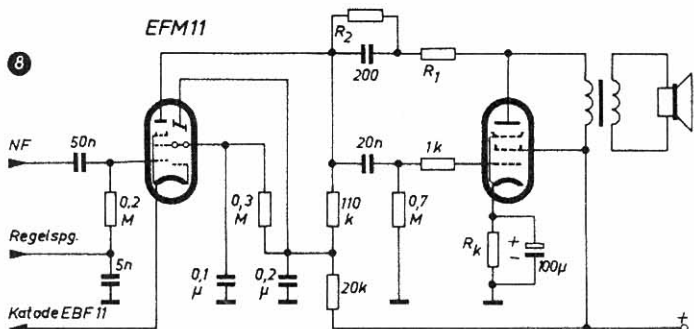 EFM11
8
R2
200
R1
NF
50n
20n
1k
0,2
M
0,3
M
110
k
0,7
M
Regelspg.
5n
0,1
µ
0,2
µ
20k
Rk
+
−
100µ
Katode EBF 11
+